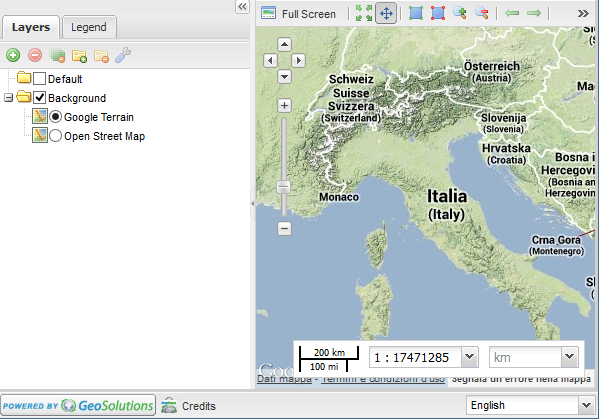 Full Screen
Layers
Legend
Default
Background
Google Terrain
Open Street Map
Österreich
(Austria)
Schweiz
Suisse
Svizzera
(Switzerland)
Slovenija
(Slovenia)
Hrvatska
(Croatia)
Bosna i
Hercegovi
(Bosnia an
Herzegovin
Monaco
Italia
(Italy)
Crna Gora
(Montenegro)
200 km
100 mi
1 : 17471285
km
Dati mappa - Termini e condizioni d'uso Segnala un errore nella mappa
POWERED BY GeoSolutions
Credits
English